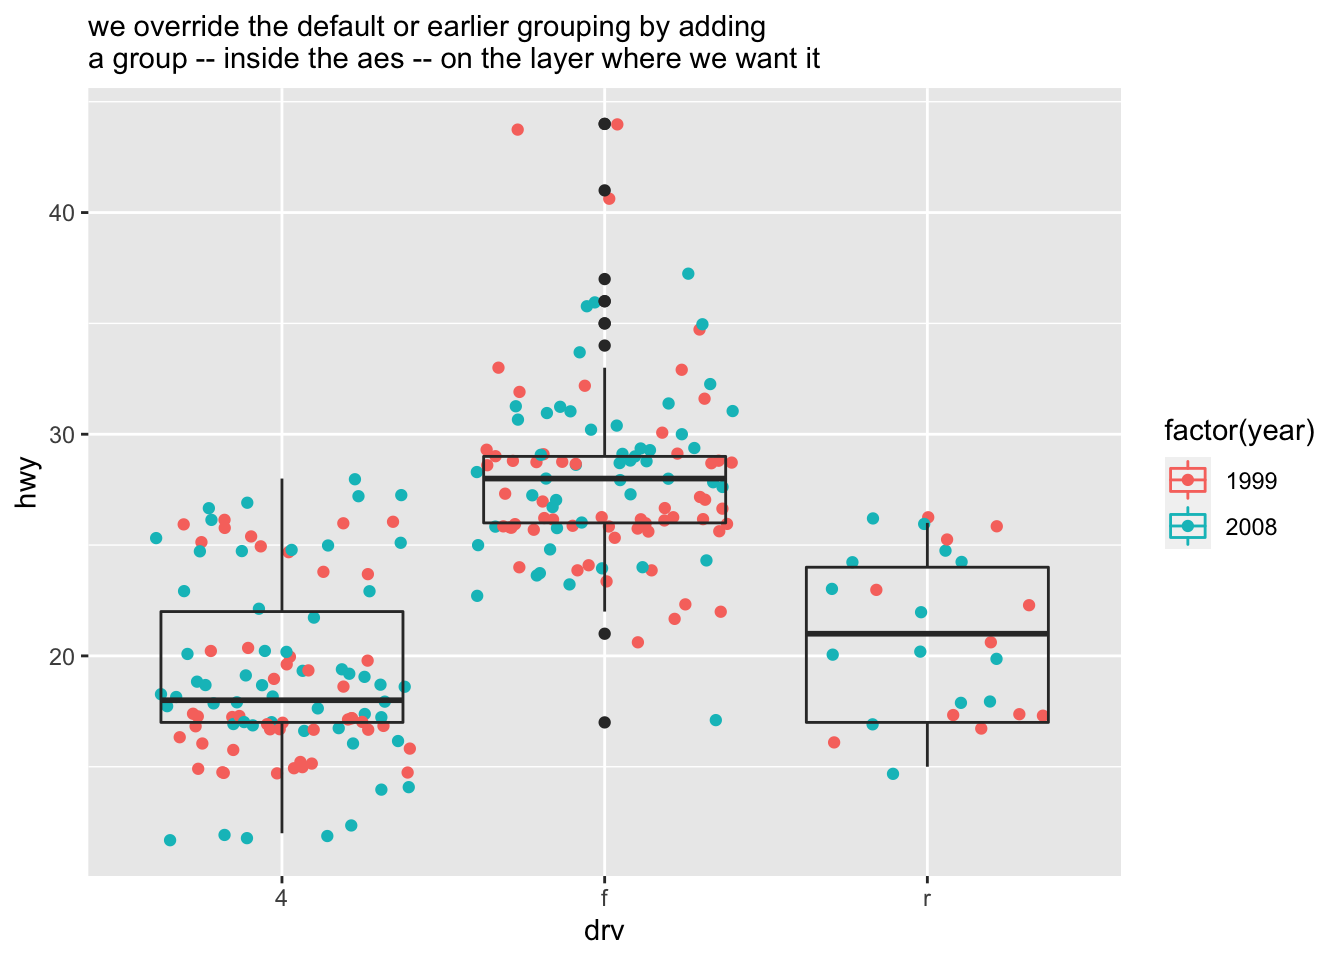 we override the default or earlier grouping by adding
a group -- inside the aes -- on the layer where we want it
40
30
20
hwy
4
f
r
drv
factor(year)
1999
2008